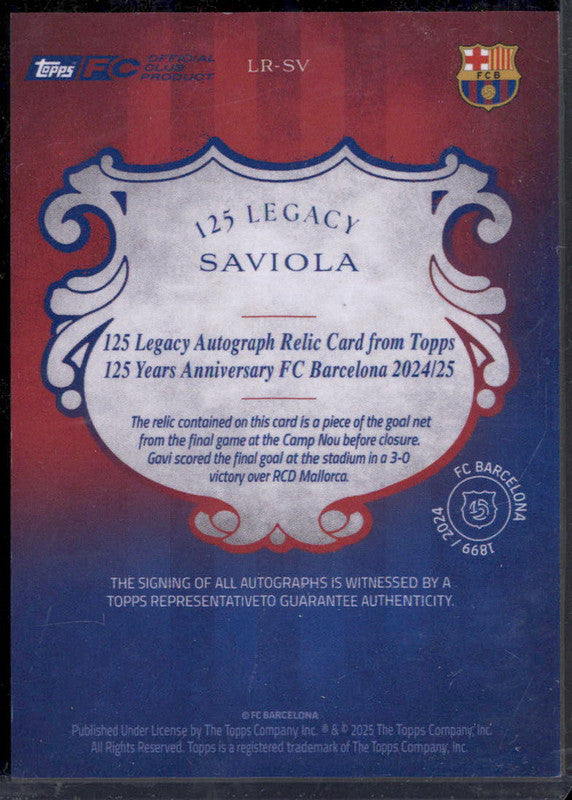 topps FC OFFICIAL
CLUB
PRODUCT
LR-SV
FCB
125 LEGACY
SAVIOLA
125 Legacy Autograph Relic Card from Topps
125 Years Anniversary FC Barcelona 2024/25
The relic contained on this card is a piece of the goal net
from the final game at the Camp Nou before closure.
Gavi scored the final goal at the stadium in a 3-0
victory over RCD Mallorca.
FC BARCELONA
125
1899 / 2024
THE SIGNING OF ALL AUTOGRAPHS IS WITNESSED BY A
TOPPS REPRESENTATIVETO GUARANTEE AUTHENTICITY.
© FC BARCELONA
Published Under License by The Topps Company Inc. ® & © 2025 The Topps Company, Inc.
All Rights Reserved. Topps is a registered trademark of The Topps Company, Inc.